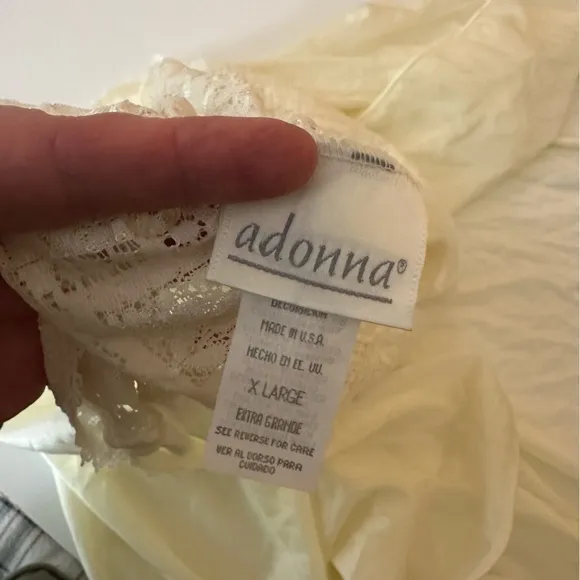 adonna®
MADE IN U.S.A.
HECHO EN EE. UU.
X LARGE
EXTRA GRANDE
SEE REVERSE FOR CARE
VER AL DORSO PARA
CUIDADO